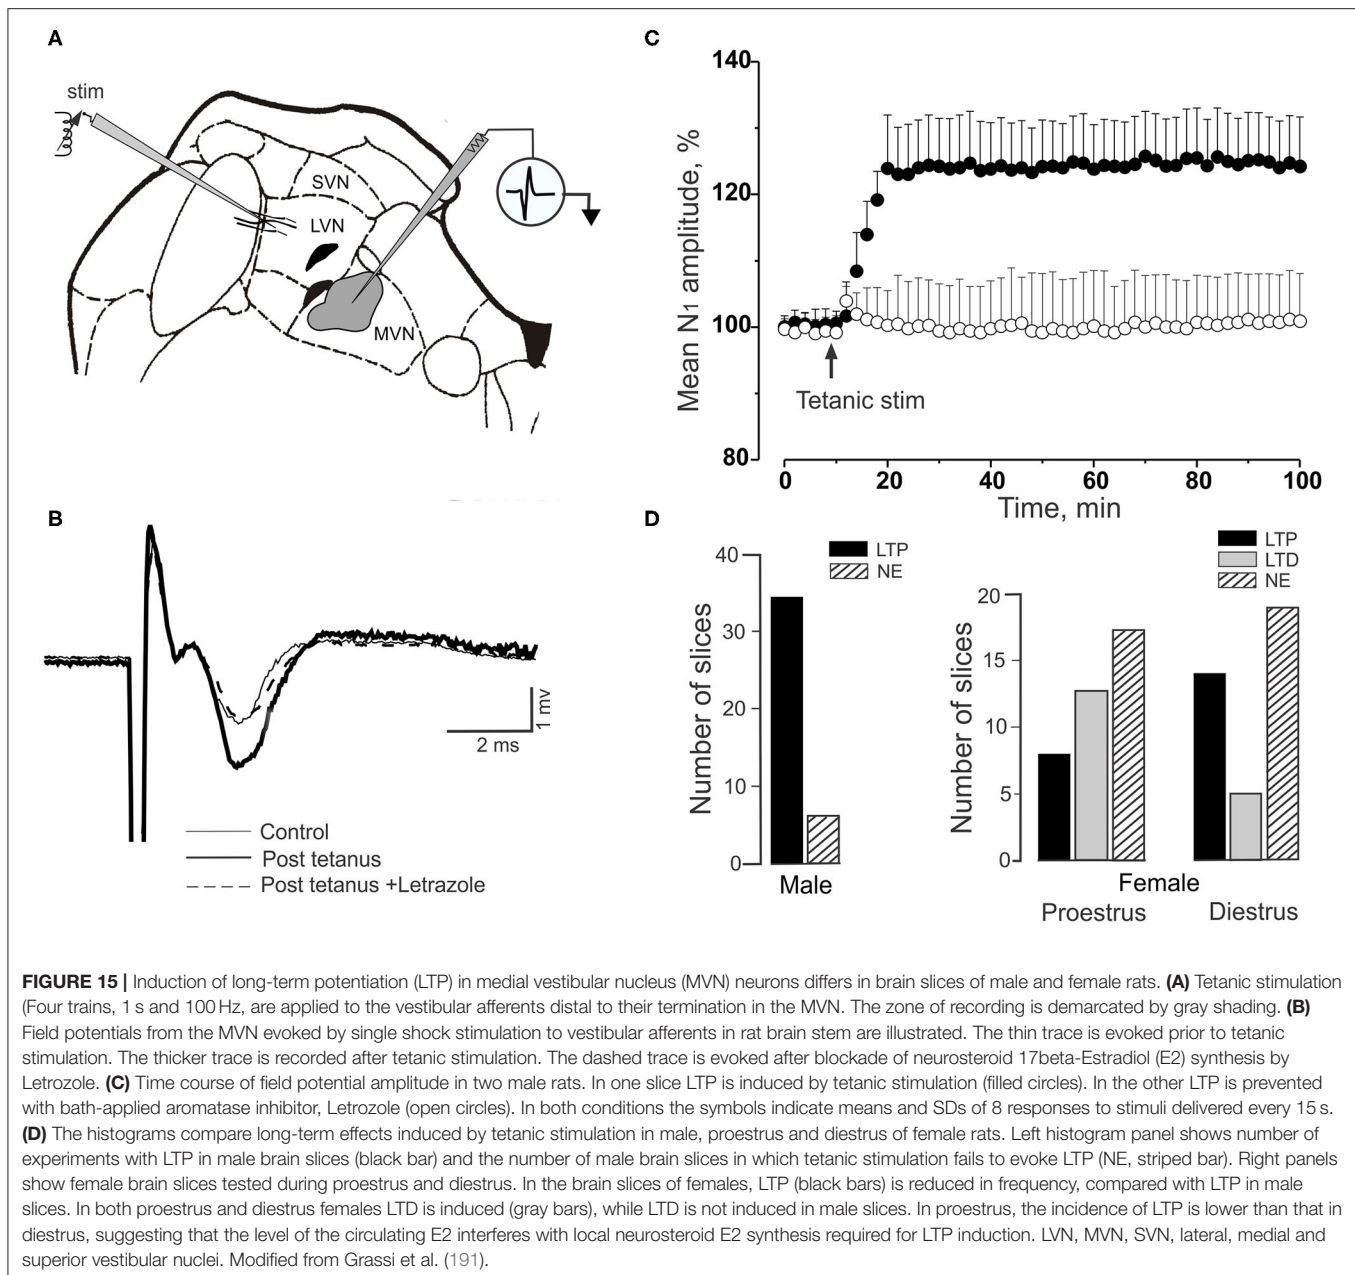 A
stim
SVN
LVN
MVN
C
140
120
100
80
Mean N1 amplitude, %
Tetanic stim
0 20 40 60 80 100
Time, min
B
1 mv
2 ms
Control
Post tetanus
Post tetanus +Letrazole
D
LTP
NE
40
30
20
10
0
Number of slices
Male
LTP
LTD
NE
20
15
10
5
0
Number of slices
Female
Proestrus Diestrus
FIGURE 15 | Induction of long-term potentiation (LTP) in medial vestibular nucleus (MVN) neurons differs in brain slices of male and female rats. (A) Tetanic stimulation
(Four trains, 1 s and 100 Hz, are applied to the vestibular afferents distal to their termination in the MVN. The zone of recording is demarcated by gray shading. (B)
Field potentials from the MVN evoked by single shock stimulation to vestibular afferents in rat brain stem are illustrated. The thin trace is evoked prior to tetanic
stimulation. The thicker trace is recorded after tetanic stimulation. The dashed trace is evoked after blockade of neurosteroid 17beta-Estradiol (E2) synthesis by
Letrozole. (C) Time course of field potential amplitude in two male rats. In one slice LTP is induced by tetanic stimulation (filled circles). In the other LTP is prevented
with bath-applied aromatase inhibitor, Letrozole (open circles). In both conditions the symbols indicate means and SDs of 8 responses to stimuli delivered every 15 s.
(D) The histograms compare long-term effects induced by tetanic stimulation in male, proestrus and diestrus of female rats. Left histogram panel shows number of
experiments with LTP in male brain slices (black bar) and the number of male brain slices in which tetanic stimulation fails to evoke LTP (NE, striped bar). Right panels
show female brain slices tested during proestrus and diestrus. In the brain slices of females, LTP (black bars) is reduced in frequency, compared with LTP in male
slices. In both proestrus and diestrus females LTD is induced (gray bars), while LTD is not induced in male slices. In proestrus, the incidence of LTP is lower than that in
diestrus, suggesting that the level of the circulating E2 interferes with local neurosteroid E2 synthesis required for LTP induction. LVN, MVN, SVN, lateral, medial and
superior vestibular nuclei. Modified from Grassi et al. (191).